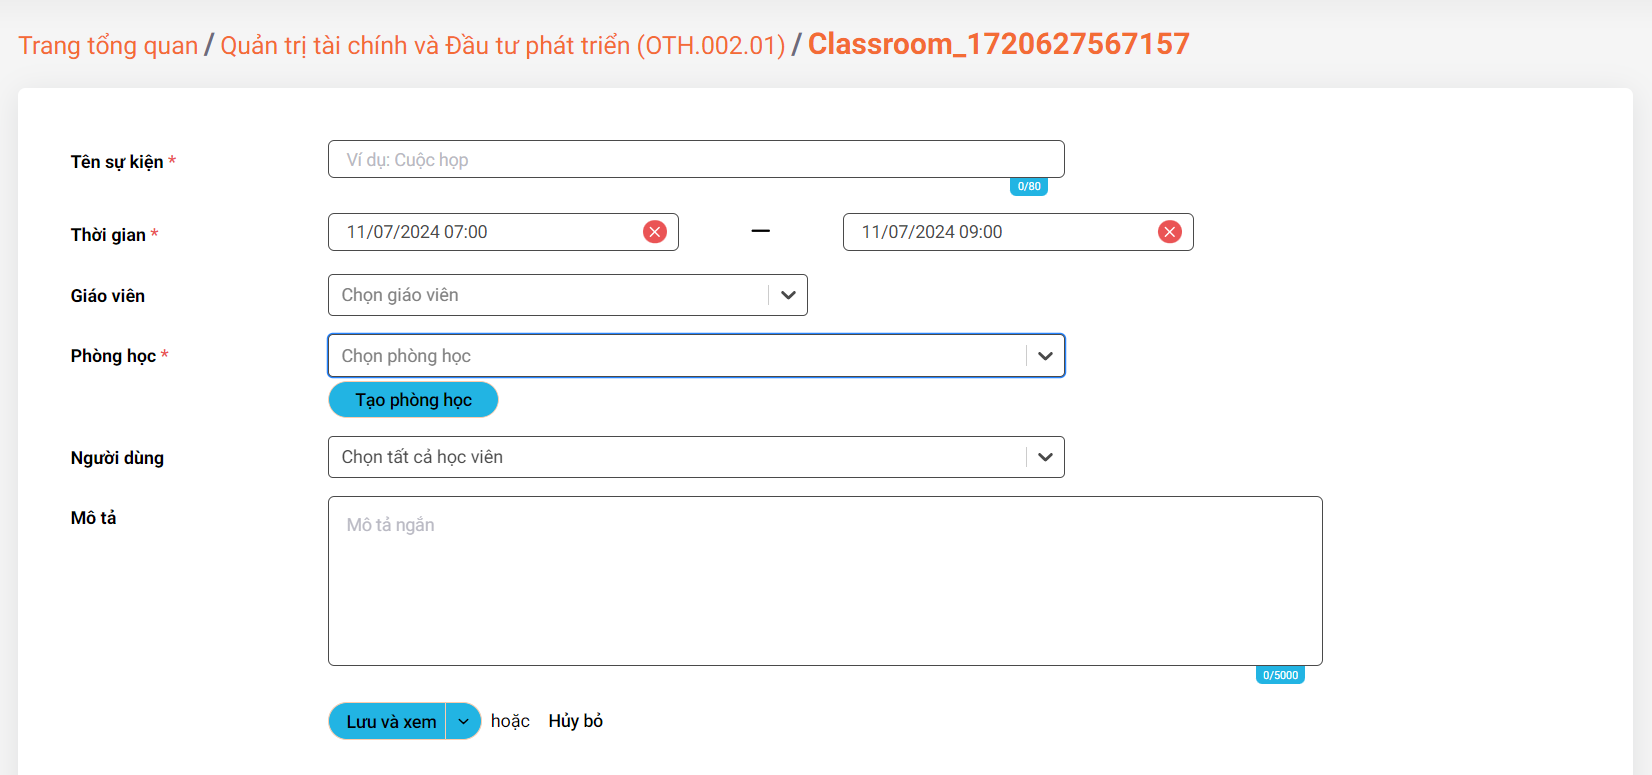 Trang tổng quan / Quản trị tài chính và Đầu tư phát triển (OTH.002.01) / Classroom_1720627567157
Tên sự kiện *
Ví dụ: Cuộc họp
0/80
Thời gian *
11/07/2024 07:00
—
11/07/2024 09:00
Giáo viên
Chọn giáo viên
Phòng học *
Chọn phòng học
Tạo phòng học
Người dùng
Chọn tất cả học viên
Mô tả
Mô tả ngắn
0/5000
Lưu và xem hoặc Hủy bỏ